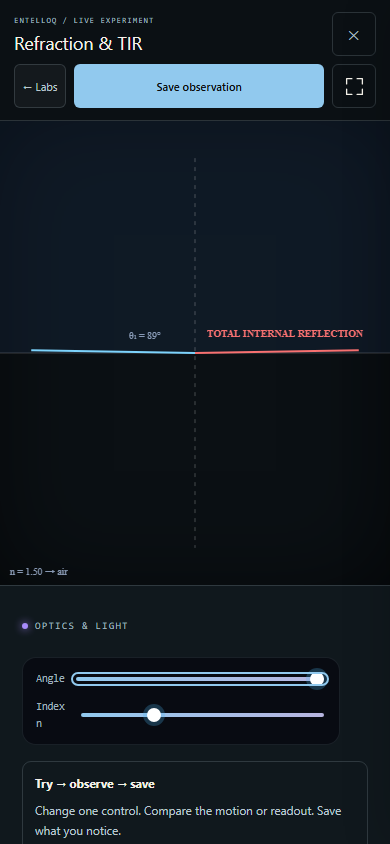 ENTELLOQ / LIVE EXPERIMENT
Refraction & TIR
← Labs
Save observation
θ₁ = 89°
TOTAL INTERNAL REFLECTION
n = 1.50 → air
OPTICS & LIGHT
Angle
Index
n
Try → observe → save
Change one control. Compare the motion or readout. Save
what you notice.